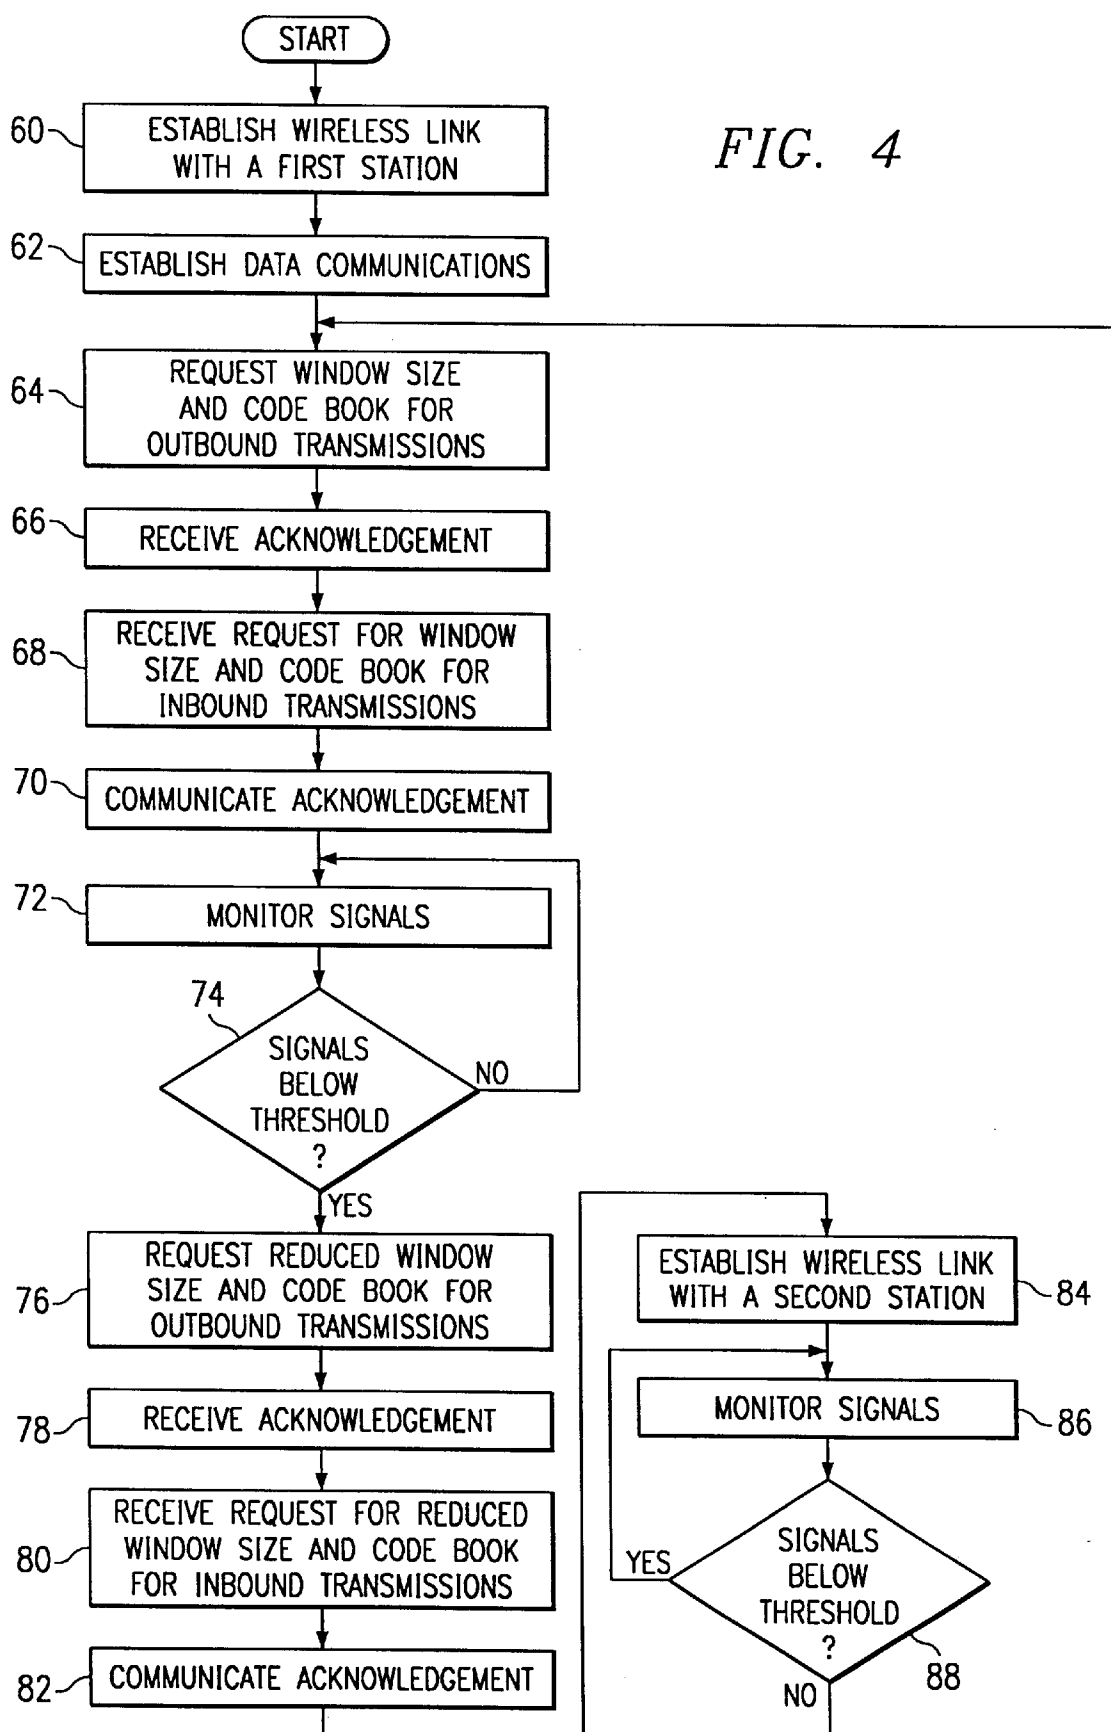 START
FIG. 4
60
ESTABLISH WIRELESS LINK
WITH A FIRST STATION
62
ESTABLISH DATA COMMUNICATIONS
64
REQUEST WINDOW SIZE
AND CODE BOOK FOR
OUTBOUND TRANSMISSIONS
66
RECEIVE ACKNOWLEDGEMENT
68
RECEIVE REQUEST FOR WINDOW
SIZE AND CODE BOOK FOR
INBOUND TRANSMISSIONS
70
COMMUNICATE ACKNOWLEDGEMENT
72
MONITOR SIGNALS
74
SIGNALS
BELOW
THRESHOLD
?
NO
YES
76
REQUEST REDUCED WINDOW
SIZE AND CODE BOOK FOR
OUTBOUND TRANSMISSIONS
78
RECEIVE ACKNOWLEDGEMENT
80
RECEIVE REQUEST FOR REDUCED
WINDOW SIZE AND CODE BOOK
FOR INBOUND TRANSMISSIONS
82
COMMUNICATE ACKNOWLEDGEMENT
ESTABLISH WIRELESS LINK
WITH A SECOND STATION
84
MONITOR SIGNALS
86
SIGNALS
BELOW
THRESHOLD
?
YES
88
NO